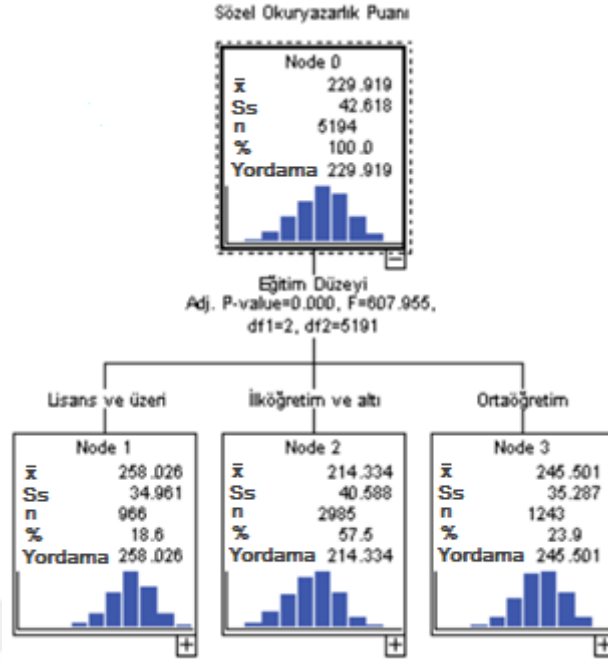 Sözel Okuryazarlık Puanı
Node 0
x̄ 229.919
Ss 42.618
n 5194
% 100.0
Yordama 229.919
Eğitim Düzeyi
Adj. P-value=0.000, F=607.955,
df1=2, df2=5191
Lisans ve üzeri
İlköğretim ve altı
Ortaöğretim
Node 1
x̄ 258.026
Ss 34.961
n 966
% 18.6
Yordama 258.026
Node 2
x̄ 214.334
Ss 40.588
n 2985
% 57.5
Yordama 214.334
Node 3
x̄ 245.501
Ss 35.287
n 1243
% 23.9
Yordama 245.501